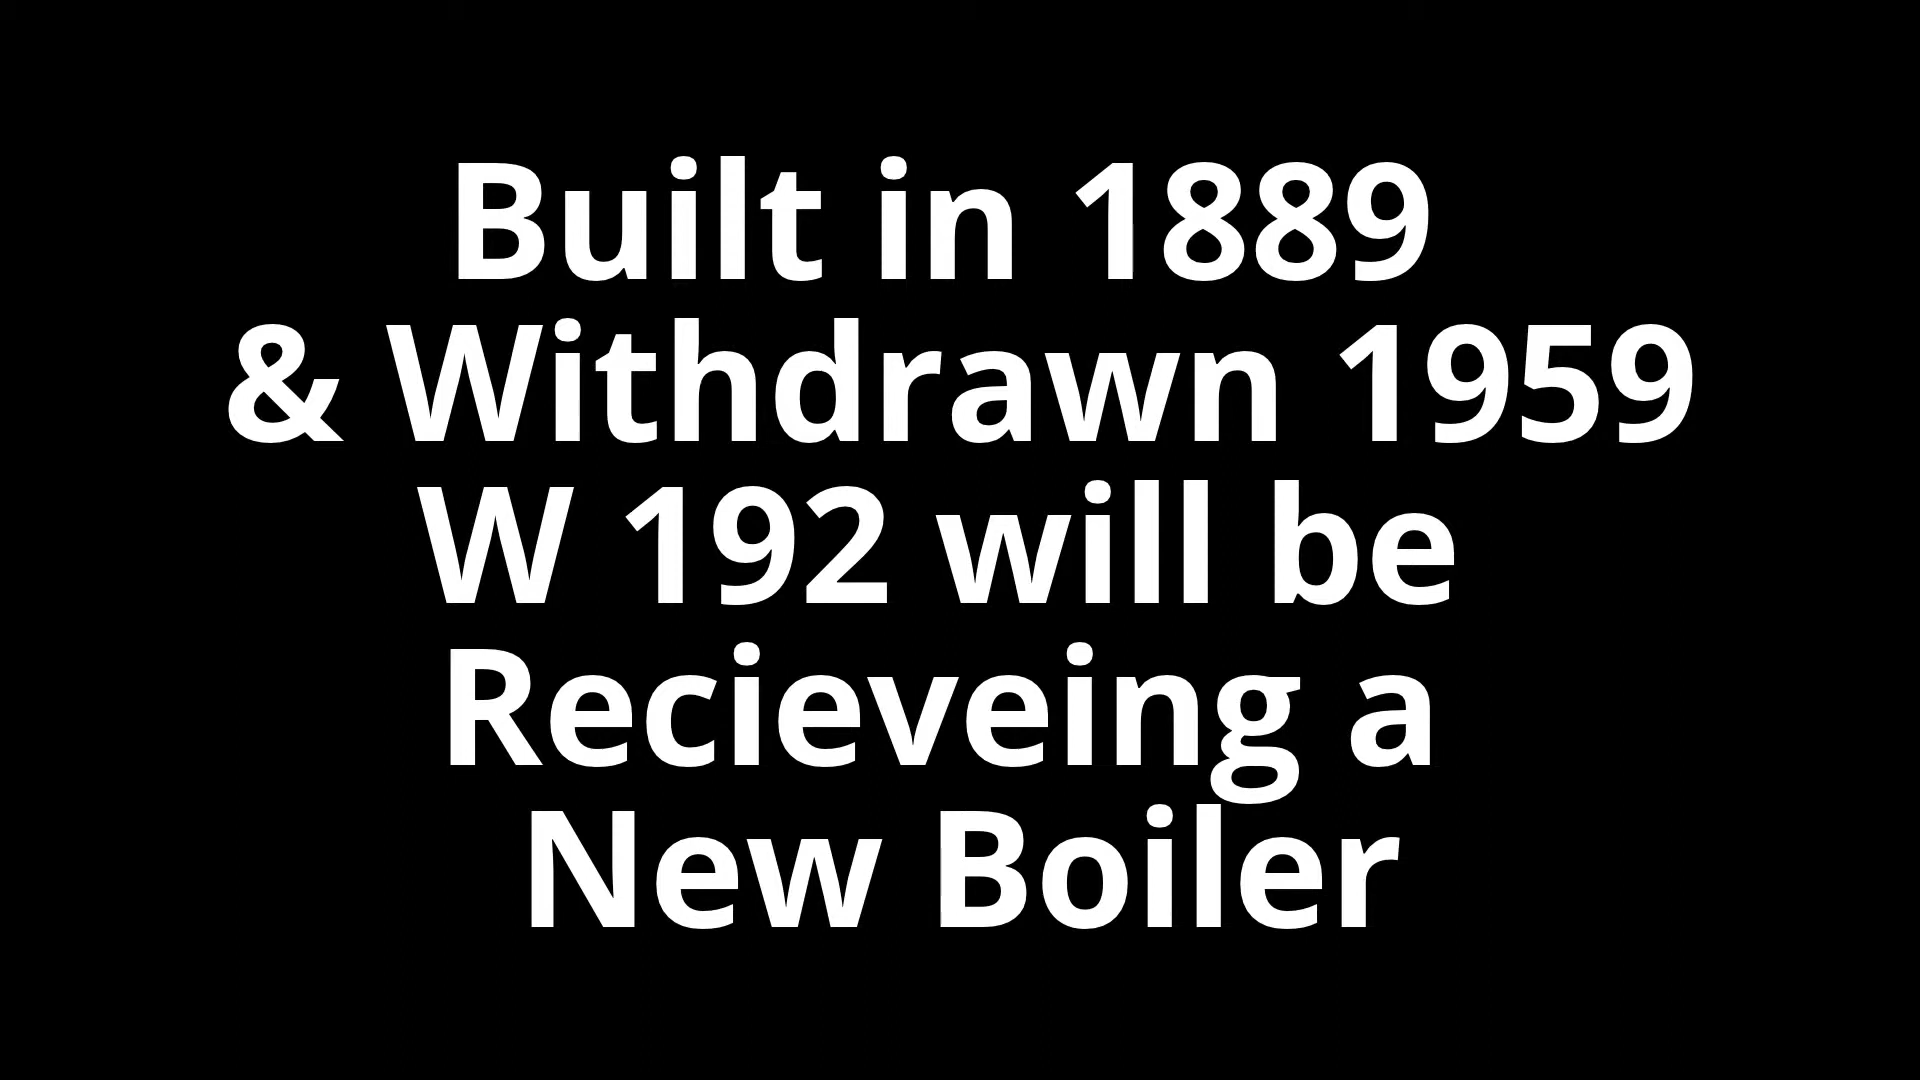 Built in 1889
& Withdrawn 1959
W 192 will be
Recieveing a
New Boiler